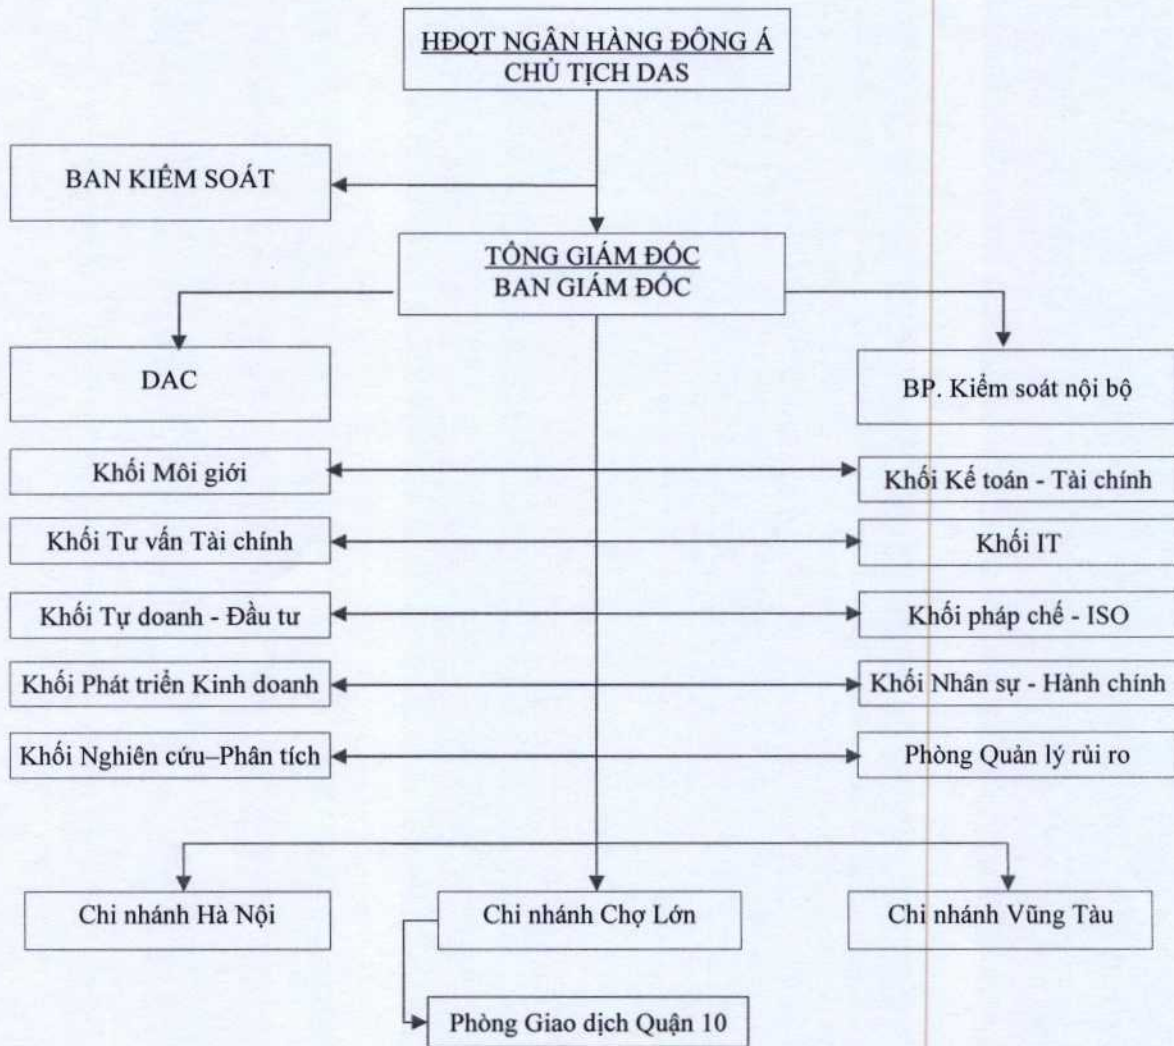 HĐQT NGÂN HÀNG ĐÔNG Á
CHỦ TỊCH DAS
BAN KIỂM SOÁT
TỔNG GIÁM ĐỐC
BAN GIÁM ĐỐC
DAC
BP. Kiểm soát nội bộ
Khối Môi giới
Khối Kế toán - Tài chính
Khối Tư vấn Tài chính
Khối IT
Khối Tự doanh - Đầu tư
Khối pháp chế - ISO
Khối Phát triển Kinh doanh
Khối Nhân sự - Hành chính
Khối Nghiên cứu–Phân tích
Phòng Quản lý rủi ro
Chi nhánh Hà Nội
Chi nhánh Chợ Lớn
Chi nhánh Vũng Tàu
Phòng Giao dịch Quận 10